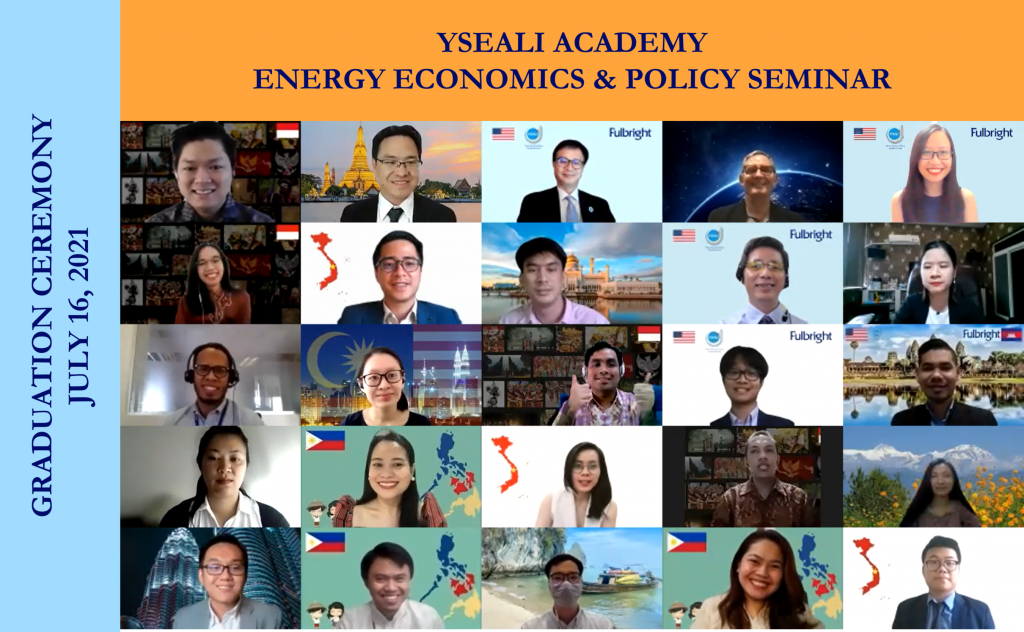 YSEALI ACADEMY
ENERGY ECONOMICS & POLICY SEMINAR
GRADUATION CEREMONY
JULY 16, 2021
Fulbright
Fulbright
Fulbright
Fulbright
Fulbright